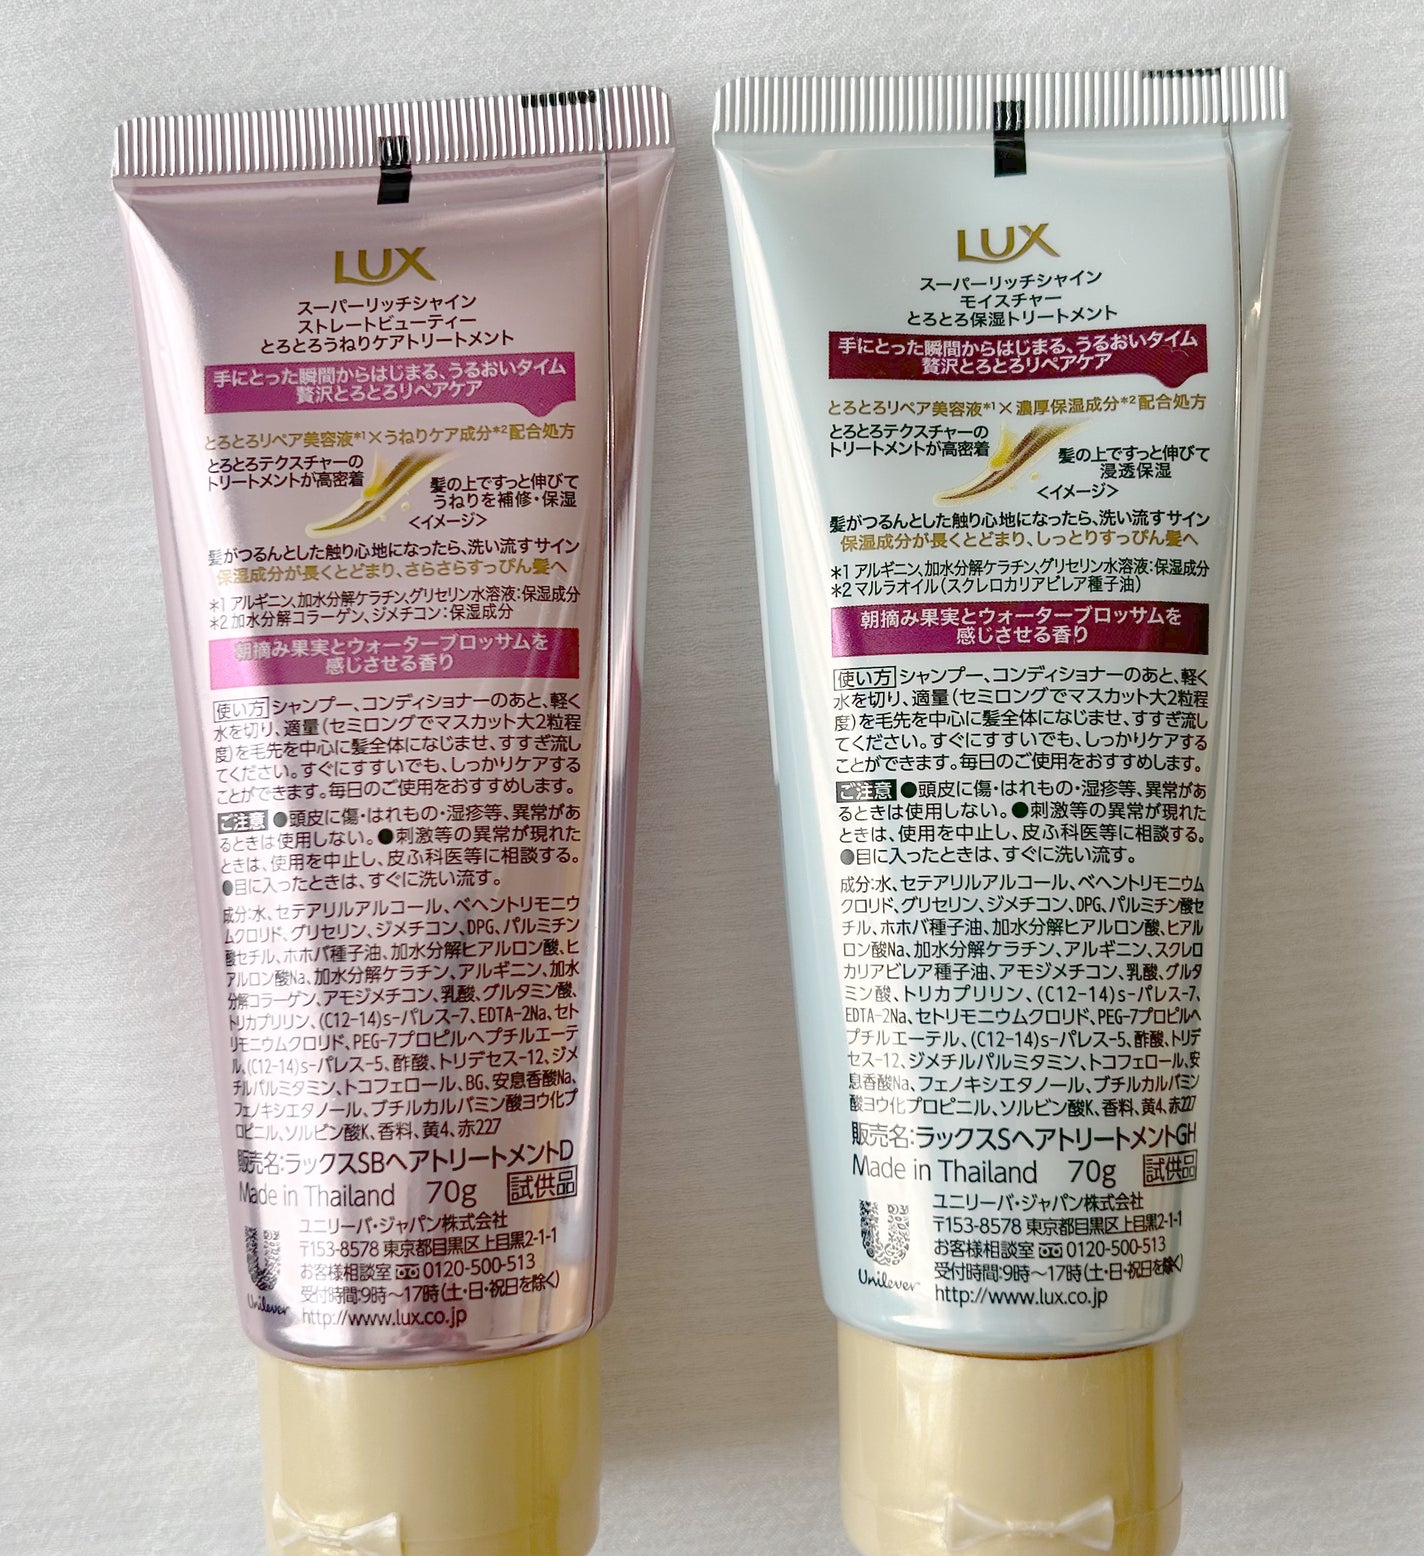 LUX
スーパーリッチシャイン
ストレートビューティー
とろとろうねりケアトリートメント
手にとった瞬間からはじまる、うるおいタイム
贅沢とろとろリペアケア
とろとろリペア美容液*1×うねりケア成分*2配合処方
とろとろテクスチャーの
トリートメントが高密着
髪の上ですっと伸びて
うねりを補修・保湿
<イメージ>
髪がつるんとした触り心地になったら、洗い流すサイン
保湿成分が長くとどまり、さらさらすっぴん髪へ
*1 アルギニン、加水分解ケラチン、グリセリン水溶液:保湿成分
*2 加水分解コラーゲン、ジメチコン:保湿成分
朝摘み果実とウォーターブロッサムを
感じさせる香り
使い方 シャンプー、コンディショナーのあと、軽く
水を切り、適量(セミロングでマスカット大2粒程
度)を毛先を中心に髪全体になじませ、すすぎ流し
てください。すぐにすすいでも、しっかりケアする
ことができます。毎日のご使用をおすすめします。
ご注意 ●頭皮に傷・はれもの・湿疹等、異常があ
るときは使用しない。●刺激等の異常が現れた
ときは、使用を中止し、皮ふ科医等に相談する。
●目に入ったときは、すぐに洗い流す。
成分:水、セテアリルアルコール、ベヘントリモニウ
ムクロリド、グリセリン、ジメチコン、DPG、パルミチン
酸セチル、ホホバ種子油、加水分解ヒアルロン酸、ヒ
アルロン酸Na、加水分解ケラチン、アルギニン、加水
分解コラーゲン、アモジメチコン、乳酸、グルタミン酸、
トリカプリリン、(C12-14)s-パレス-7、EDTA-2Na、セト
リモニウムクロリド、PEG-7プロピルヘプチルエーテ
ル、(C12-14)s-パレス-5、酢酸、トリデセス-12、ジメ
チルパルミタミン、トコフェロール、BG、安息香酸Na、
フェノキシエタノール、ブチルカルバミン酸ヨウ化プ
ロピニル、ソルビン酸K、香料、黄4、赤227
販売名:ラックスSBヘアトリートメントD
Made in Thailand 70g 試供品
ユニリーバ・ジャパン株式会社
〒153-8578 東京都目黒区上目黒2-1-1
お客様相談室 0120-500-513
受付時間:9時～17時(土・日・祝日を除く)
http://www.lux.co.jp
Unilever
LUX
スーパーリッチシャイン
モイスチャー
とろとろ保湿トリートメント
手にとった瞬間からはじまる、うるおいタイム
贅沢とろとろリペアケア
とろとろリペア美容液*1×濃厚保湿成分*2配合処方
とろとろテクスチャーの
トリートメントが高密着
髪の上ですっと伸びて
浸透保湿
<イメージ>
髪がつるんとした触り心地になったら、洗い流すサイン
保湿成分が長くとどまり、しっとりすっぴん髪へ
*1 アルギニン、加水分解ケラチン、グリセリン水溶液:保湿成分
*2 マルラオイル(スクレロカリアビレア種子油)
朝摘み果実とウォーターブロッサムを
感じさせる香り
使い方 シャンプー、コンディショナーのあと、軽く
水を切り、適量(セミロングでマスカット大2粒程
度)を毛先を中心に髪全体になじませ、すすぎ流し
てください。すぐにすすいでも、しっかりケアする
ことができます。毎日のご使用をおすすめします。
ご注意 ●頭皮に傷・はれもの・湿疹等、異常があ
るときは使用しない。●刺激等の異常が現れた
ときは、使用を中止し、皮ふ科医等に相談する。
●目に入ったときは、すぐに洗い流す。
成分:水、セテアリルアルコール、ベヘントリモニウム
クロリド、グリセリン、ジメチコン、DPG、パルミチン酸セ
チル、ホホバ種子油、加水分解ヒアルロン酸、ヒアル
ロン酸Na、加水分解ケラチン、アルギニン、スクレロ
カリアビレア種子油、アモジメチコン、乳酸、グルタ
ミン酸、トリカプリリン、(C12-14)s-パレス-7、
EDTA-2Na、セトリモニウムクロリド、PEG-7プロピルヘ
プチルエーテル、(C12-14)s-パレス-5、酢酸、トリデ
セス-12、ジメチルパルミタミン、トコフェロール、安
息香酸Na、フェノキシエタノール、ブチルカルバミン
酸ヨウ化プロピニル、ソルビン酸K、香料、黄4、赤227
販売名:ラックスSヘアトリートメントGH
Made in Thailand 70g 試供品
ユニリーバ・ジャパン株式会社
〒153-8578 東京都目黒区上目黒2-1-1
お客様相談室 0120-500-513
受付時間:9時～17時(土・日・祝日を除く)
http://www.lux.co.jp
Unilever